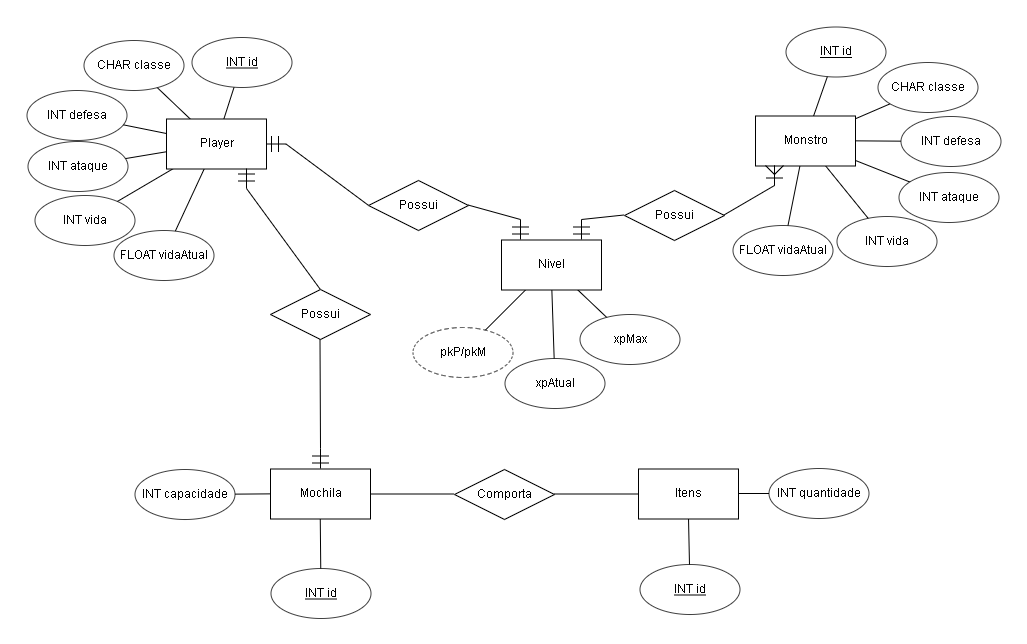 INT id
CHAR classe
INT id
CHAR classe
INT defesa
Player
Monstro
INT defesa
INT ataque
INT ataque
Possui
Possui
INT vida
INT vida
FLOAT vidaAtual
FLOAT vidaAtual
Nivel
Possui
xpMax
pkP/pkM
xpAtual
INT capacidade
Mochila
Comporta
Itens
INT quantidade
INT id
INT id